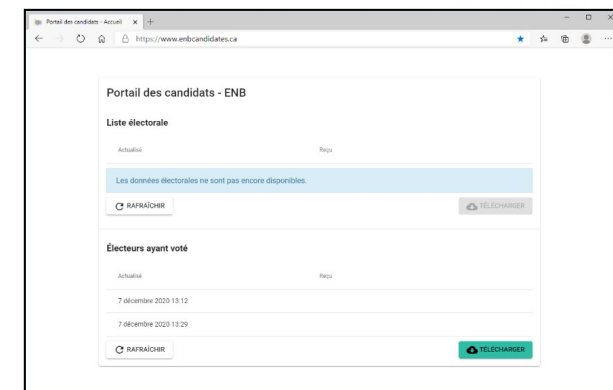 Portail des candidats - Accueil
https://www.enbcandidates.ca
Portail des candidats - ENB
Liste électorale
Actualisé Reçu
Les données électorales ne sont pas encore disponibles.
RAFRAÎCHIR TÉLÉCHARGER
Électeurs ayant voté
Actualisé Reçu
7 décembre 2020 13:12
7 décembre 2020 13:29
RAFRAÎCHIR TÉLÉCHARGER